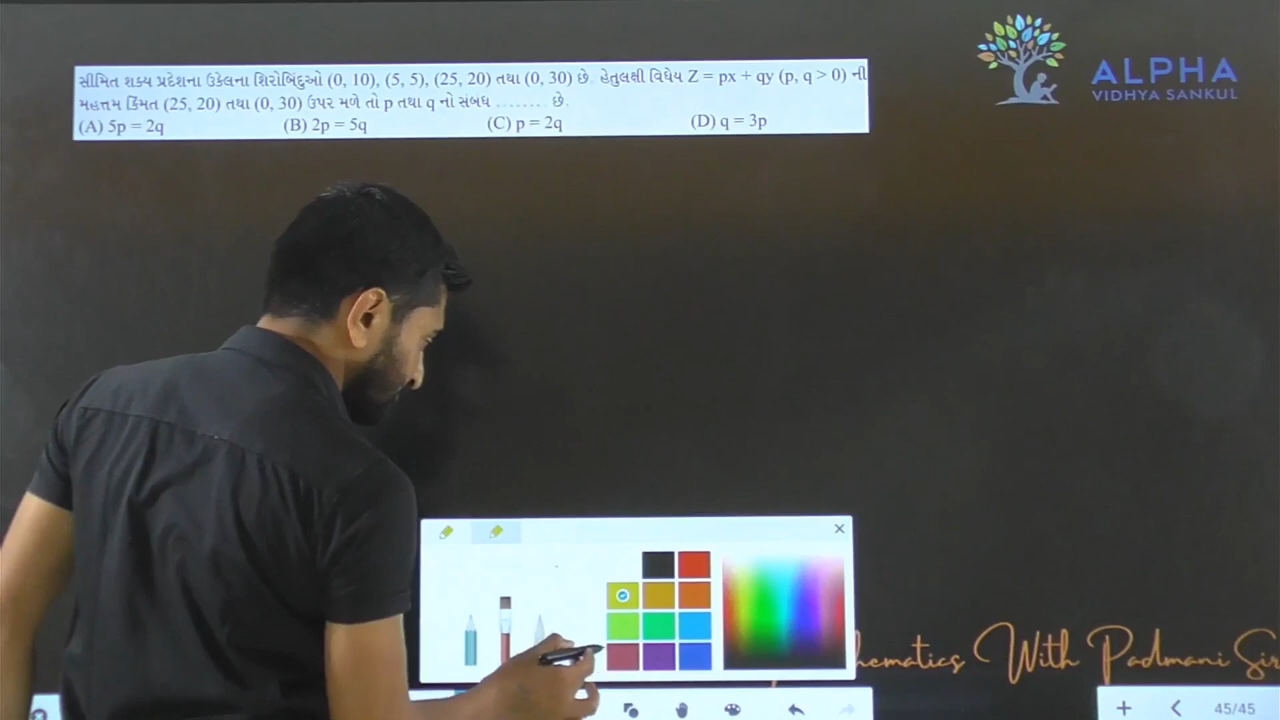 સીમિત શક્ય પ્રદેશના ઉકેલના શિરોબિંદુઓ (0, 10), (5, 5), (25, 20) તથા (0, 30) છે. હેતુલક્ષી વિધેય Z = px + qy (p, q > 0) ની
મહત્તમ કિંમત (25, 20) તથા (0, 30) ઉપર મળે તો p તથા q નો સંબધ ........ છે.
(A) 5p = 2q (B) 2p = 5q (C) p = 2q (D) q = 3p
ALPHA
VIDHYA SANKUL
hematics With Padmani Sir
45/45